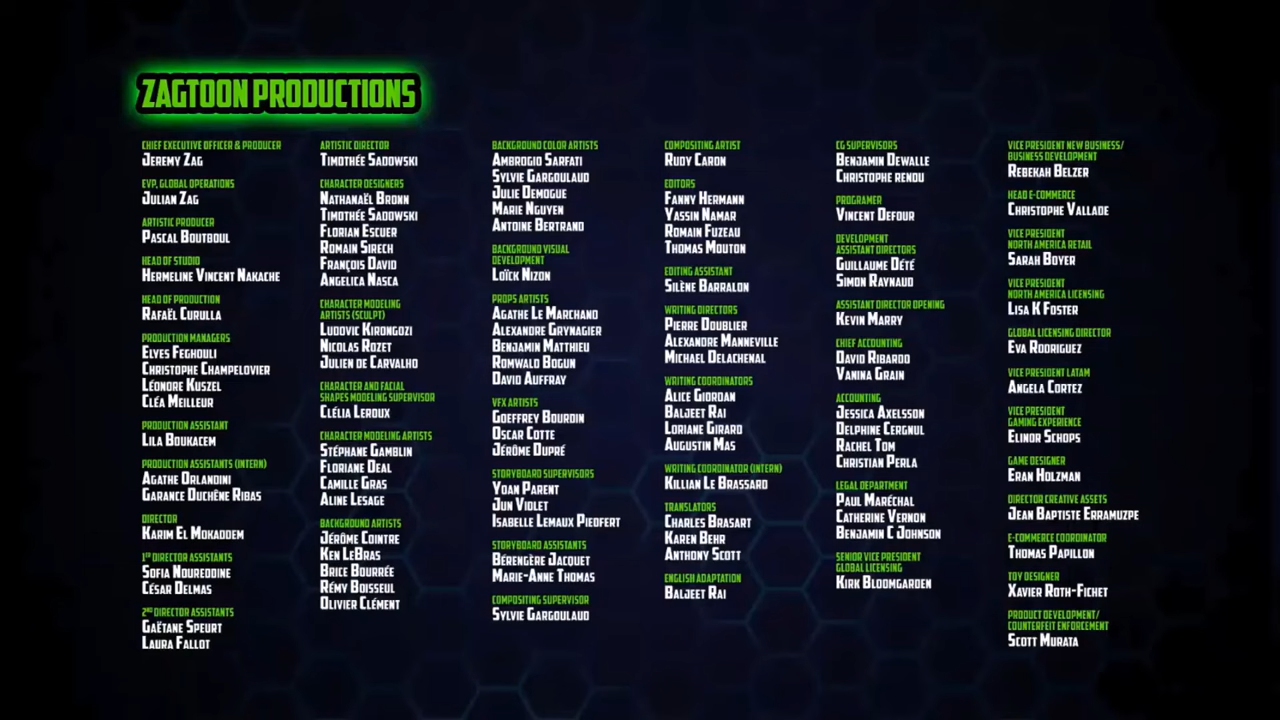 ZAGTOON PRODUCTIONS
CHIEF EXECUTIVE OFFICER & PRODUCER
JEREMY ZAG
EVP, GLOBAL OPERATIONS
JULIAN ZAG
ARTISTIC PRODUCER
PASCAL BOUTBOUL
HEAD OF STUDIO
HERMELINE VINCENT NAKACHE
HEAD OF PRODUCTION
RAFAËL CURULLA
PRODUCTION MANAGERS
ELYES FEGHOULI
CHRISTOPHE CHAMPELOVIER
LÉONORE KUSZEL
CLÉA MEILLEUR
PRODUCTION ASSISTANT
LILA BOUKACEM
PRODUCTION ASSISTANTS (INTERN)
AGATHE ORLANDINI
GARANCE DUCHÊNE RIBAS
DIRECTOR
KARIM EL MOKADDEM
1ST DIRECTOR ASSISTANTS
SOFIA NOUREDDINE
CÉSAR DELMAS
2ND DIRECTOR ASSISTANTS
GAËTANE SPEURT
LAURA FALLOT
ARTISTIC DIRECTOR
TIMOTHÉE SADOWSKI
CHARACTER DESIGNERS
NATHANAËL BRONN
TIMOTHÉE SADOWSKI
FLORIAN ESCUER
ROMAIN SIRECH
FRANÇOIS DAVID
ANGELICA NASCA
CHARACTER MODELING
ARTISTS (SCULPT)
LUDOVIC KIRONGOZI
NICOLAS ROZET
JULIEN DE CARVALHO
CHARACTER AND FACIAL
SHAPES MODELING SUPERVISOR
CLÉLIA LEROUX
CHARACTER MODELING ARTISTS
STÉPHANE GAMBLIN
FLORIANE DEAL
CAMILLE GRAS
ALINE LESAGE
BACKGROUND ARTISTS
JÉRÔME COINTRE
KEN LEBRAS
BRICE BOURRÉE
RÉMY BOISSEUL
OLIVIER CLÉMENT
BACKGROUND COLOR ARTISTS
AMBROGIO SARFATI
SYLVIE GARGOULAUD
JULIE DEMOGUE
MARIE NGUYEN
ANTOINE BERTRAND
BACKGROUND VISUAL
DEVELOPMENT
LOÏCK NIZON
PROPS ARTISTS
AGATHE LE MARCHAND
ALEXANDRE GRYNAGIER
BENJAMIN MATTHIEU
ROMWALD BOGUN
DAVID AUFFRAY
VFX ARTISTS
GOEFFREY BOURDIN
OSCAR COTTE
JÉRÔME DUPRÉ
STORYBOARD SUPERVISORS
YOAN PARENT
JUN VIOLET
ISABELLE LEMAUX PIEDFERT
STORYBOARD ASSISTANTS
BÉRENGÈRE JACQUET
MARIE-ANNE THOMAS
COMPOSITING SUPERVISOR
SYLVIE GARGOULAUD
COMPOSITING ARTIST
RUDY CARON
EDITORS
FANNY HERMANN
YASSIN NAMAR
ROMAIN FUZEAU
THOMAS MOUTON
EDITING ASSISTANT
SILÈNE BARRALON
WRITING DIRECTORS
PIERRE DOUBLIER
ALEXANDRE MANNEVILLE
MICHAEL DELACHENAL
WRITING COORDINATORS
ALICE GIORDAN
BALJEET RAI
LORIANE GIRARD
AUGUSTIN MAS
WRITING COORDINATOR (INTERN)
KILLIAN LE BRASSARD
TRANSLATORS
CHARLES BRASART
KAREN BEHR
ANTHONY SCOTT
ENGLISH ADAPTATION
BALJEET RAI
CG SUPERVISORS
BENJAMIN DEWALLE
CHRISTOPHE RENOU
PROGRAMER
VINCENT DEFOUR
DEVELOPMENT
ASSISTANT DIRECTORS
GUILLAUME DÉTÉ
SIMON RAYNAUD
ASSISTANT DIRECTOR OPENING
KEVIN MARRY
CHIEF ACCOUNTING
DAVID RIBARDO
VANINA GRAIN
ACCOUNTING
JESSICA AXELSSON
DELPHINE CERGNUL
RACHEL TOM
CHRISTIAN PERLA
LEGAL DEPARTMENT
PAUL MARÉCHAL
CATHERINE VERNON
BENJAMIN C JOHNSON
SENIOR VICE PRESIDENT
GLOBAL LICENSING
KIRK BLOOMGARDEN
VICE PRESIDENT NEW BUSINESS/
BUSINESS DEVELOPMENT
REBEKAH BELZER
HEAD E-COMMERCE
CHRISTOPHE VALLADE
VICE PRESIDENT
NORTH AMERICA RETAIL
SARAH BOYER
VICE PRESIDENT
NORTH AMERICA LICENSING
LISA K FOSTER
GLOBAL LICENSING DIRECTOR
EVA RODRIGUEZ
VICE PRESIDENT LATAM
ANGELA CORTEZ
VICE PRESIDENT
GAMING EXPERIENCE
ELINOR SCHOPS
GAME DESIGNER
ERAN HOLZMAN
DIRECTOR CREATIVE ASSETS
JEAN BAPTISTE ERRAMUZPE
E-COMMERCE COORDINATOR
THOMAS PAPILLON
TOY DESIGNER
XAVIER ROTH-FICHET
PRODUCT DEVELOPMENT/
COUNTERFEIT ENFORCEMENT
SCOTT MURATA